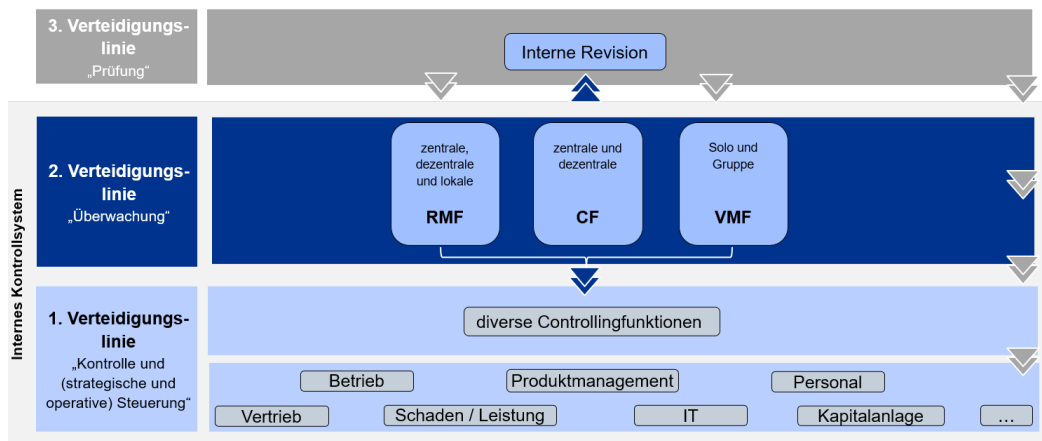 3. Verteidigungs-
linie
„Prüfung“
Interne Revision
Internes Kontrollsystem
2. Verteidigungs-
linie
„Überwachung“
zentrale,
dezentrale
und lokale
RMF
zentrale und
dezentrale
CF
Solo und
Gruppe
VMF
1. Verteidigungs-
linie
„Kontrolle und
(strategische und
operative) Steuerung“
diverse Controllingfunktionen
Betrieb
Produktmanagement
Personal
Vertrieb
Schaden / Leistung
IT
Kapitalanlage
...